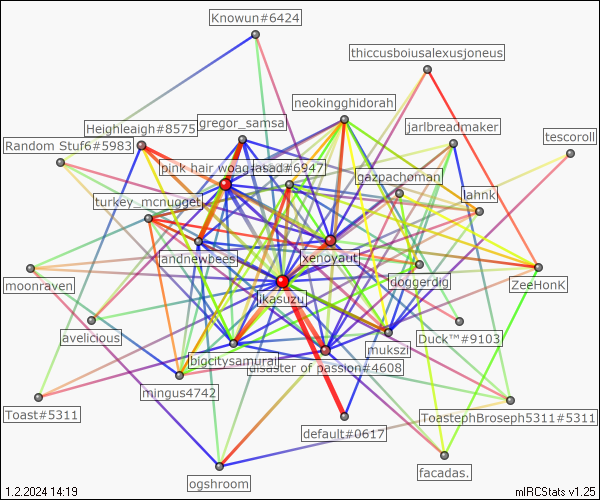 Knowun#6424
thiccusboiusalexusjoneus
neokingghidorah
gregor_samsa
Heighleaigh#8575
jarlbreadmaker
tescoroll
Random Stuf6#5983
pink hair woag
asad#6947
gazpachoman
lahnk
turkey_mcnugget
landnewbees
xenoyaut
doggerdig
ZeeHonk
moonraven
ikasuzu
avelicious
Duck™#9103
mukszi
bigcitysamurai
disaster of passion#4608
mingus4742
Toast#5311
ToastephBroseph5311#5311
default#0617
facadas.
ogshroom
1.2.2024 14:19
mIRCStats v1.25